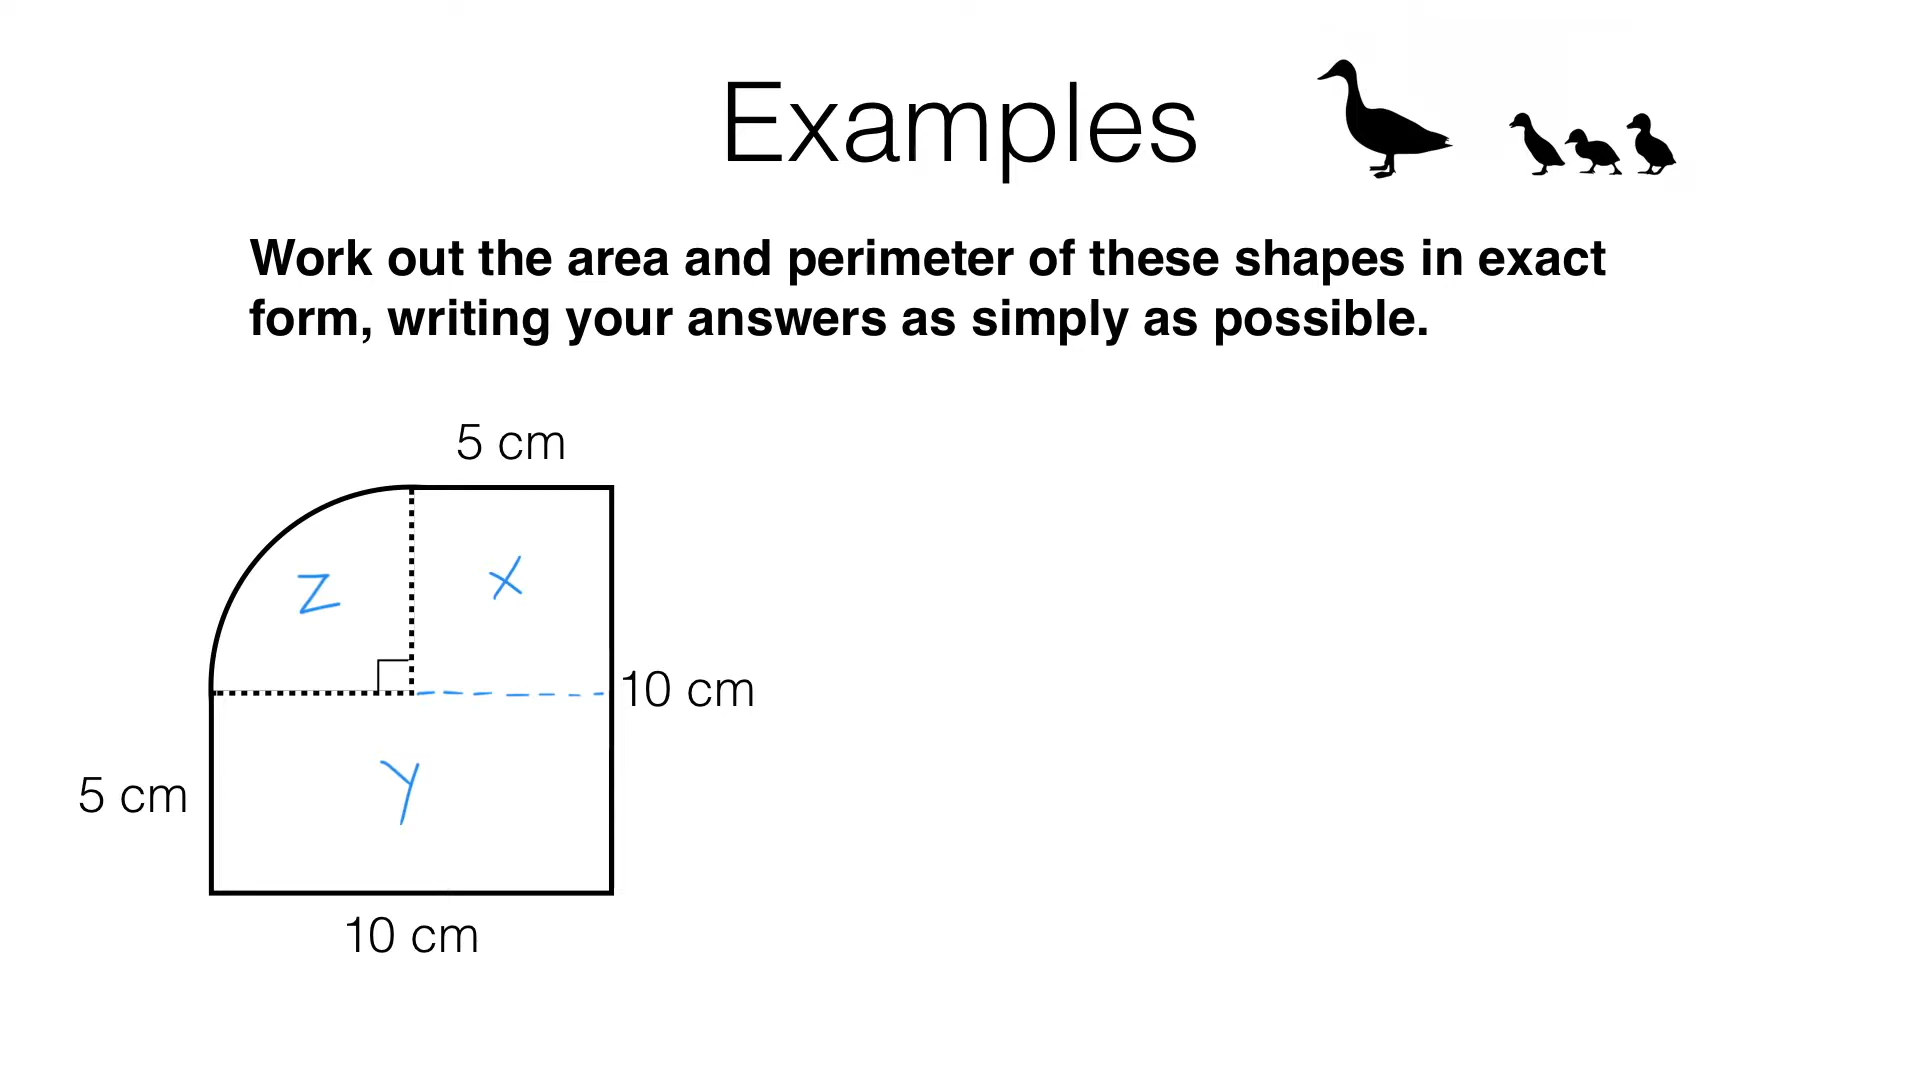 Examples
Work out the area and perimeter of these shapes in exact
form, writing your answers as simply as possible.
5 cm
Z
X
10 cm
Y
5 cm
10 cm